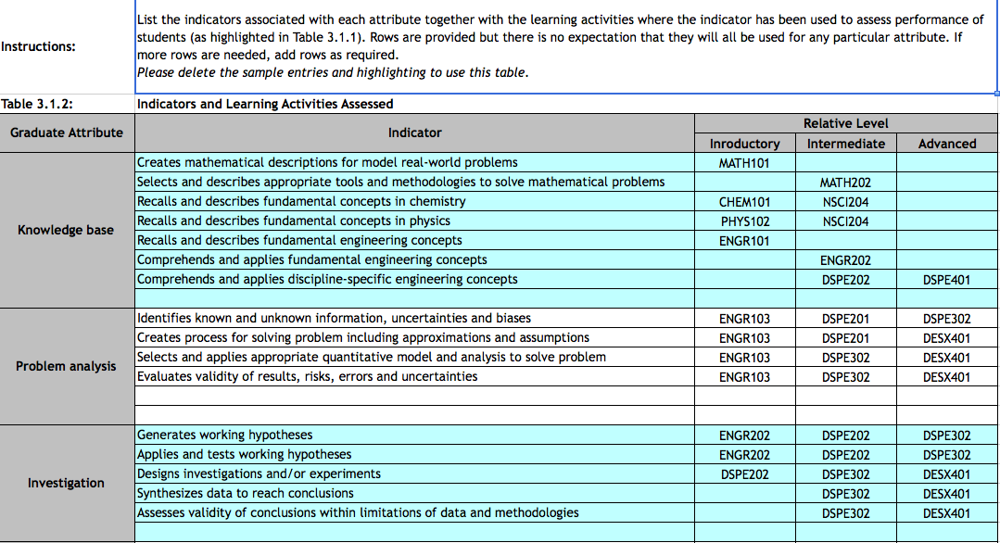 List the indicators associated with each attribute together with the learning activities where the indicator has been used to assess performance of
Instructions: students (as highlighted in Table 3.1.1). Rows are provided but there is no expectation that they will all be used for any particular attribute. If
more rows are needed, add rows as required.
Please delete the sample entries and highlighting to use this table.
Table 3.1.2: Indicators and Learning Activities Assessed
Graduate Attribute Indicator Relative Level
Inroductory Intermediate Advanced
Knowledge base
Creates mathematical descriptions for model real-world problems MATH101
Selects and describes appropriate tools and methodologies to solve mathematical problems MATH202
Recalls and describes fundamental concepts in chemistry CHEM101 NSCI204
Recalls and describes fundamental concepts in physics PHYS102 NSCI204
Recalls and describes fundamental engineering concepts ENGR101
Comprehends and applies fundamental engineering concepts ENGR202
Comprehends and applies discipline-specific engineering concepts DSPE202 DSPE401
Problem analysis
Identifies known and unknown information, uncertainties and biases ENGR103 DSPE201 DSPE302
Creates process for solving problem including approximations and assumptions ENGR103 DSPE201 DESX401
Selects and applies appropriate quantitative model and analysis to solve problem ENGR103 DSPE302 DESX401
Evaluates validity of results, risks, errors and uncertainties ENGR103 DSPE302 DESX401
Investigation
Generates working hypotheses ENGR202 DSPE202 DSPE302
Applies and tests working hypotheses ENGR202 DSPE202 DSPE302
Designs investigations and/or experiments DSPE202 DSPE302 DESX401
Synthesizes data to reach conclusions DSPE302 DESX401
Assesses validity of conclusions within limitations of data and methodologies DSPE302 DESX401